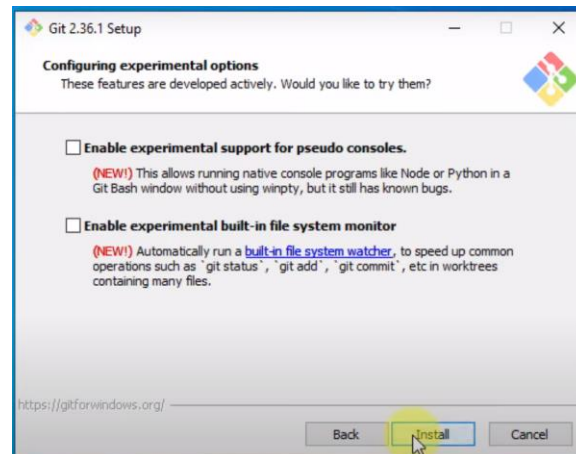 Git 2.36.1 Setup
Configuring experimental options
These features are developed actively. Would you like to try them?
Enable experimental support for pseudo consoles.
(NEW!) This allows running native console programs like Node or Python in a
Git Bash window without using winpty, but it still has known bugs.
Enable experimental built-in file system monitor
(NEW!) Automatically run a built-in file system watcher, to speed up common
operations such as `git status`, `git add`, `git commit`, etc in worktrees
containing many files.
https://gitforwindows.org/
Back Install Cancel